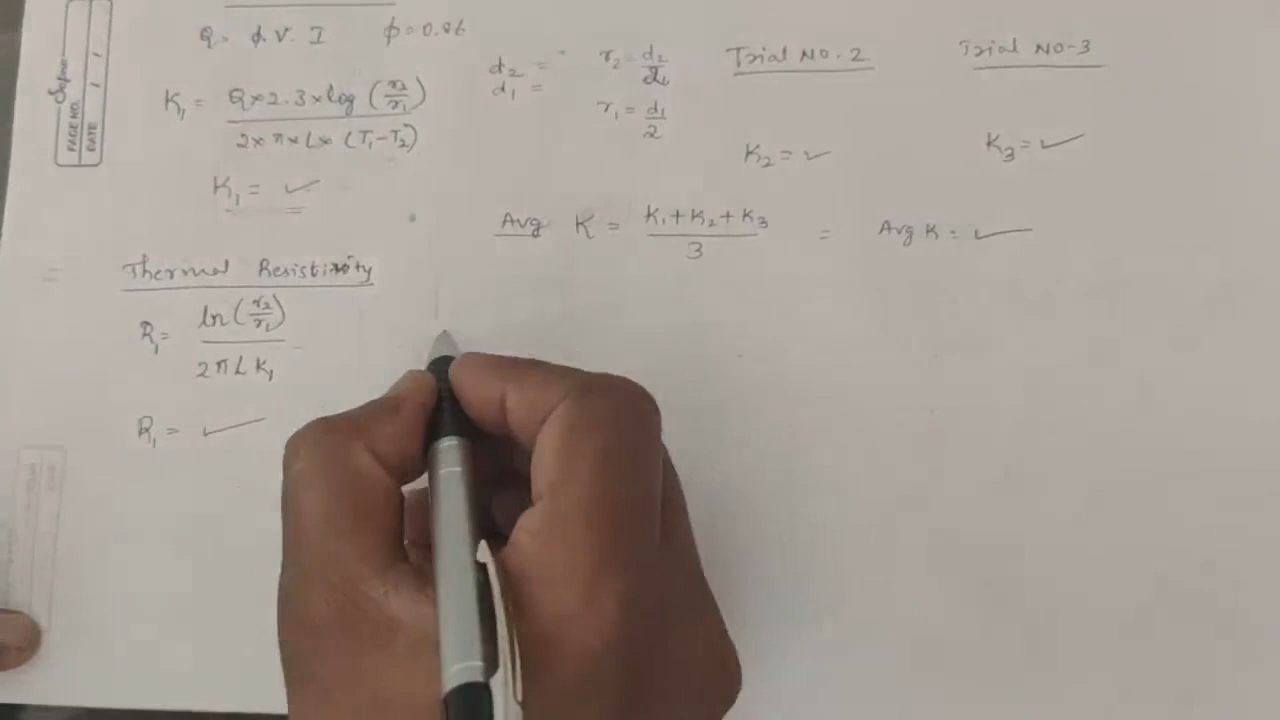 Q = ϕ. V. I ϕ = 0.86
K₁ = Q × 2.3 × log (r₂/r₁) / 2 × π × L × (T₁ - T₂)
K₁ = ✓
d₂ =
d₁ =
r₂ = d₂/2
r₁ = d₁/2
Trial No. 2
K₂ = ✓
Trial No-3
K₃ = ✓
Avg K = K₁ + K₂ + K₃ / 3 = Avg K = ✓
Thermal Resistivity
R₁ = ln (r₂/r₁) / 2 π L K₁
R₁ = ✓
PAGE NO.
DATE / /